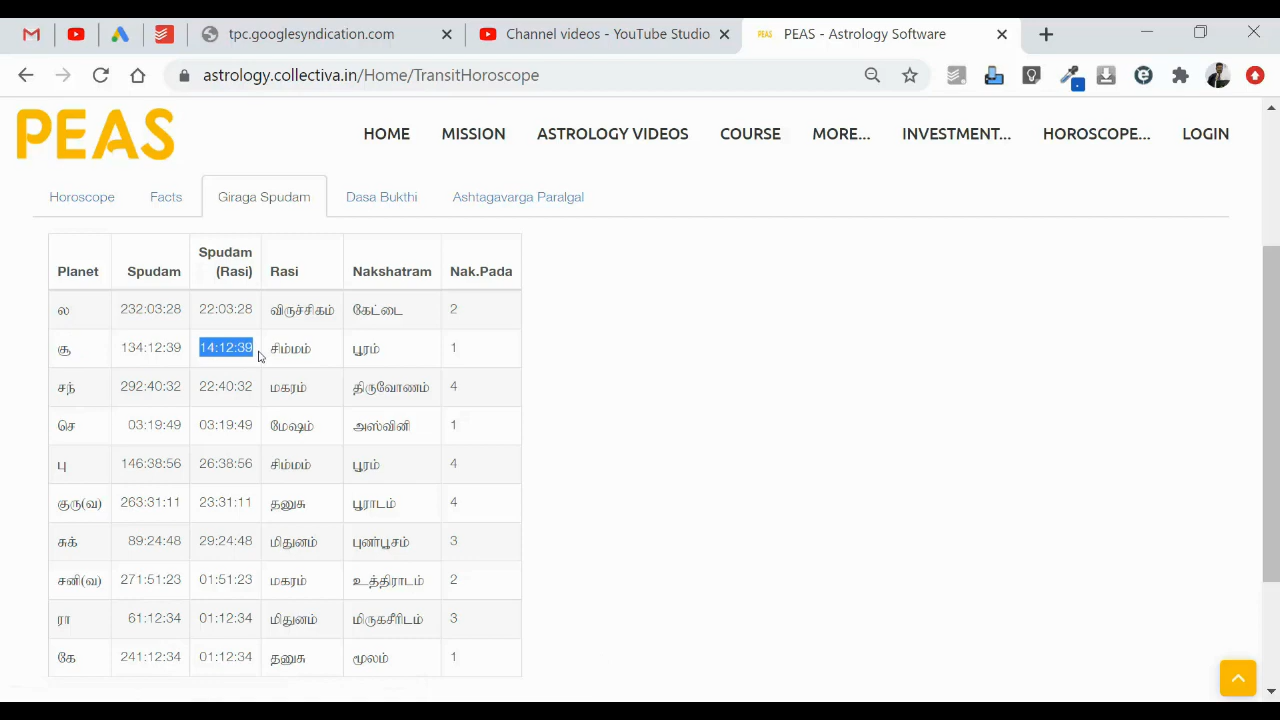 tpc.googlesyndication.com
Channel videos - YouTube Studio
PEAS
PEAS - Astrology Software
astrology.collectiva.in/Home/TransitHoroscope
PEAS HOME MISSION ASTROLOGY VIDEOS COURSE MORE... INVESTMENT... HOROSCOPE... LOGIN
Horoscope Facts Giraga Spudam Dasa Bukthi Ashtagavarga Paralgal
Planet Spudam Spudam (Rasi) Rasi Nakshatram Nak.Pada
ல 232:03:28 22:03:28 விருச்சிகம் கேட்டை 2
சூ 134:12:39 14:12:39 சிம்மம் பூரம் 1
சந் 292:40:32 22:40:32 மகரம் திருவோணம் 4
செ 03:19:49 03:19:49 மேஷம் அஸ்வினி 1
பு 146:38:56 26:38:56 சிம்மம் பூரம் 4
குரு(வ) 263:31:11 23:31:11 தனுசு பூராடம் 4
சுக் 89:24:48 29:24:48 மிதுனம் புணர்பூசம் 3
சனி(வ) 271:51:23 01:51:23 மகரம் உத்திராடம் 2
ரா 61:12:34 01:12:34 மிதுனம் மிருகசீரிடம் 3
கே 241:12:34 01:12:34 தனுசு மூலம் 1